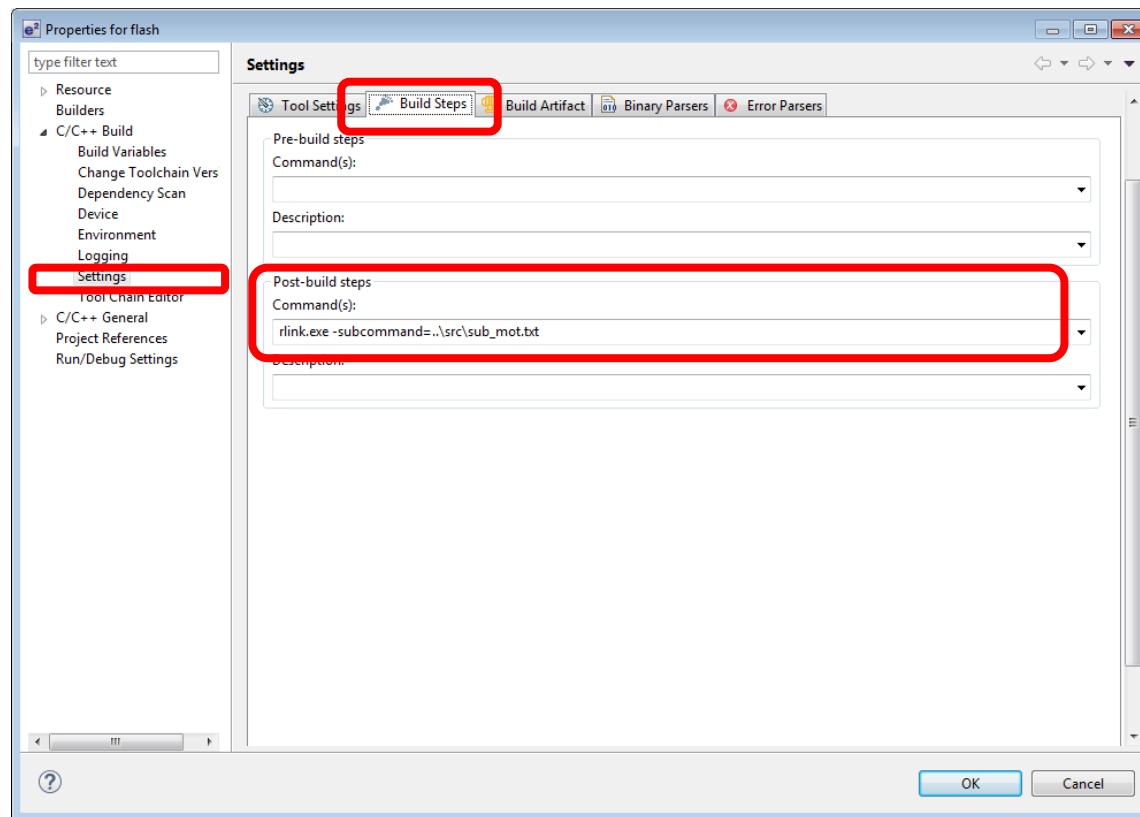 e² Properties for flash
type filter text
Resource
Builders
C/C++ Build
Build Variables
Change Toolchain Vers
Dependency Scan
Device
Environment
Logging
Settings
Tool Chain Editor
C/C++ General
Project References
Run/Debug Settings
Settings
Tool Settings Build Steps Build Artifact 010 Binary Parsers Error Parsers
Pre-build steps
Command(s):
Description:
Post-build steps
Command(s):
rlink.exe -subcommand=..\src\sub_mot.txt
Description:
OK Cancel